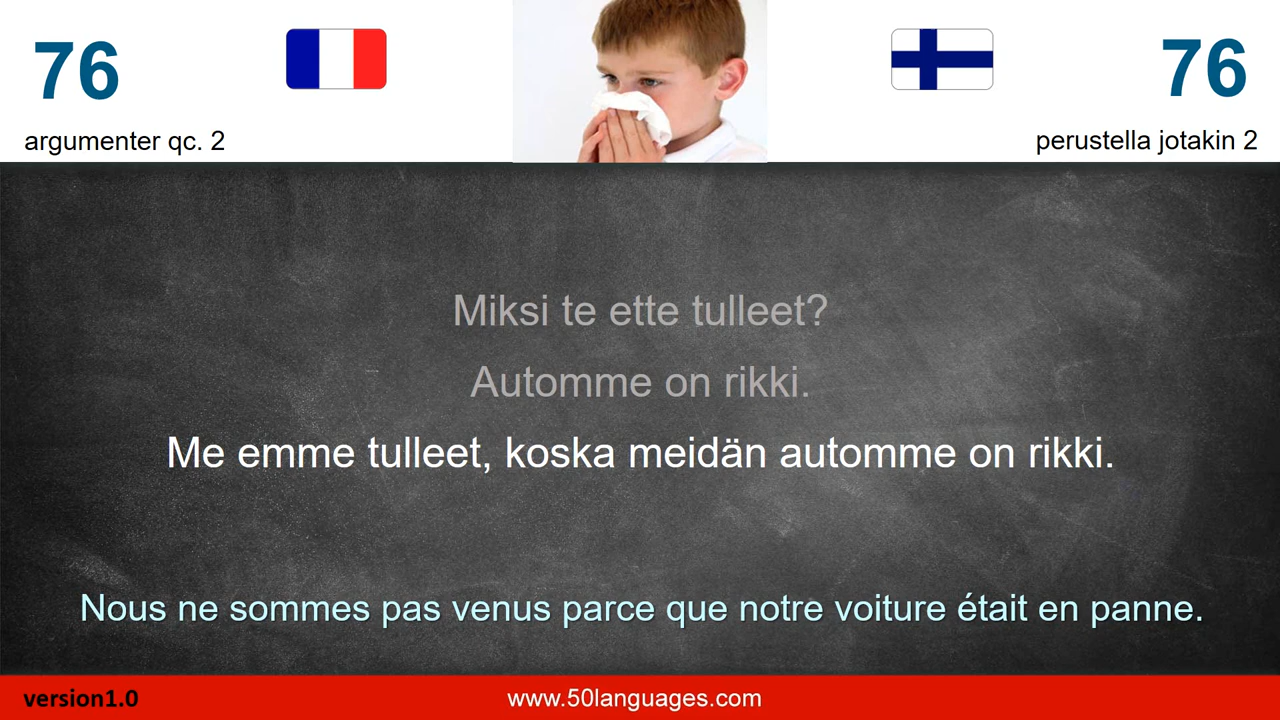 76
76
argumenter qc. 2
perustella jotakin 2
Miksi te ette tulleet?
Automme on rikki.
Me emme tulleet, koska meidän automme on rikki.
Nous ne sommes pas venus parce que notre voiture était en panne.
version1.0
www.50languages.com